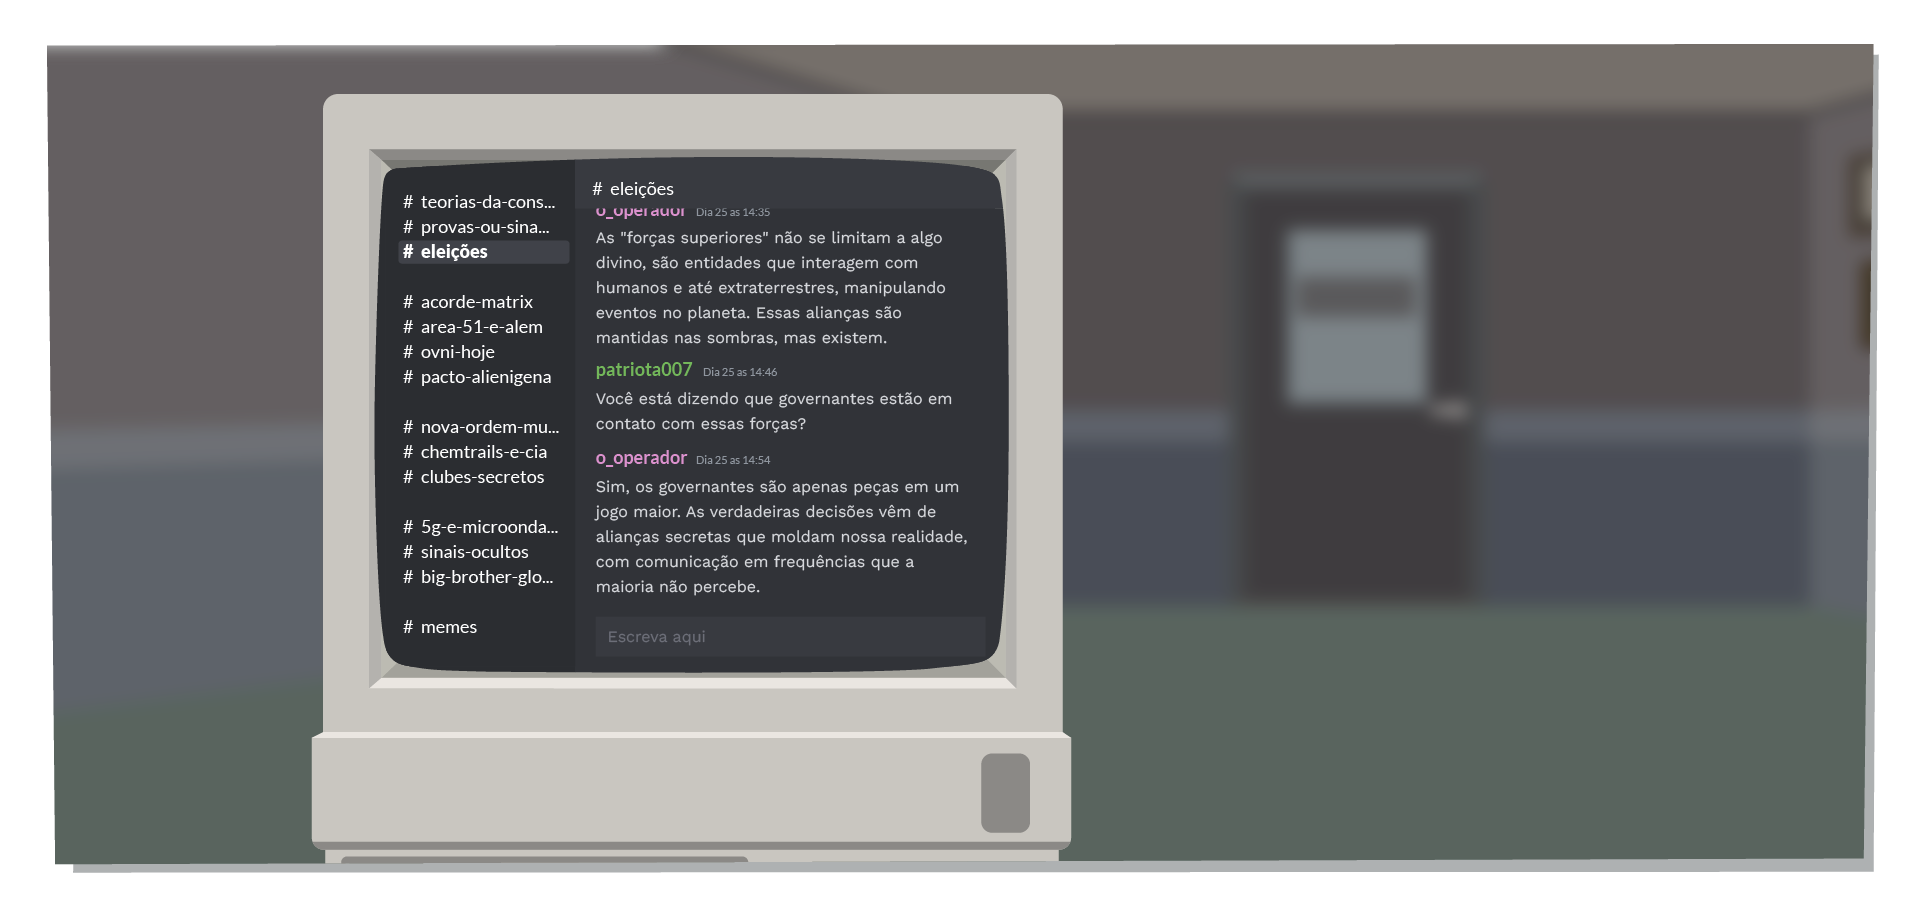 # teorias-da-cons...
# provas-ou-sina...
# eleições
# acorde-matrix
# area-51-e-alem
# ovni-hoje
# pacto-alienigena
# nova-ordem-mu...
# chemtrails-e-cia
# clubes-secretos
# 5g-e-microonda...
# sinais-ocultos
# big-brother-glo...
# memes
# eleições
o_operador Dia 25 as 14:35
As "forças superiores" não se limitam a algo
divino, são entidades que interagem com
humanos e até extraterrestres, manipulando
eventos no planeta. Essas alianças são
mantidas nas sombras, mas existem.
patriota007 Dia 25 as 14:46
Você está dizendo que governantes estão em
contato com essas forças?
o_operador Dia 25 as 14:54
Sim, os governantes são apenas peças em um
jogo maior. As verdadeiras decisões vêm de
alianças secretas que moldam nossa realidade,
com comunicação em frequências que a
maioria não percebe.
Escreva aqui